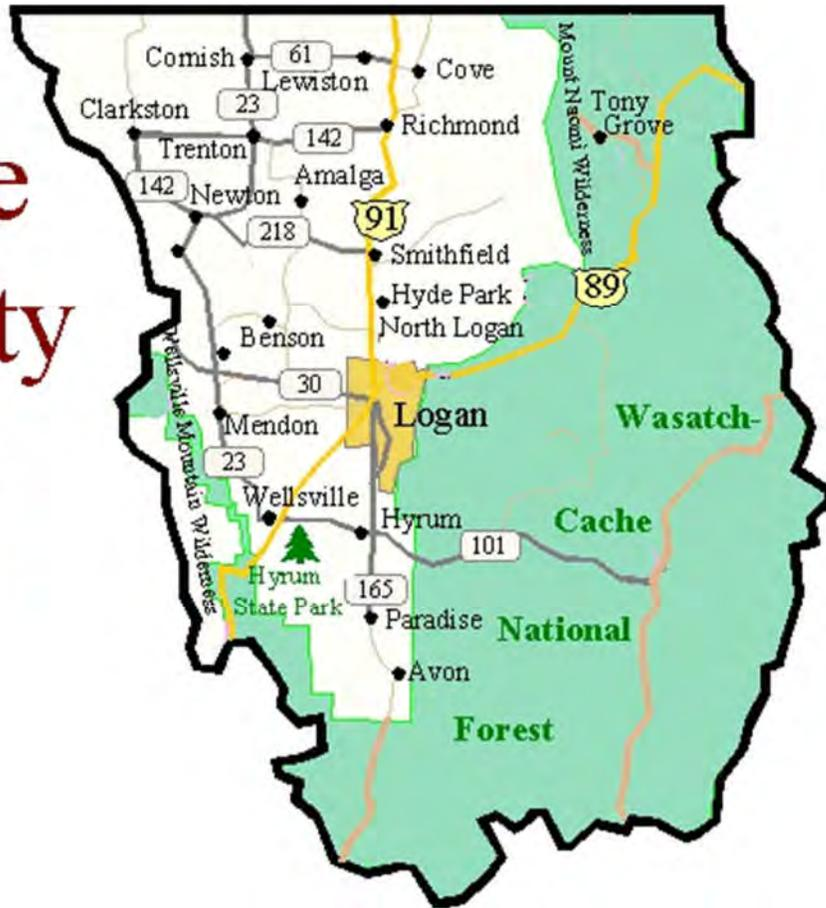 e
ty
Cornish
61
Lewiston
Cove
23
Clarkston
Trenton
142
Richmond
142
Newton
Amalga
91
218
Smithfield
Hyde Park
North Logan
Mount Naomi Wilderness
Tony
Grove
89
Benson
30
Logan
Wasatch-
Mendon
23
Wellsville Mountain Wilderness
Wellsville
Hyrum
Cache
101
Hyrum
State Park
165
Paradise
National
Avon
Forest